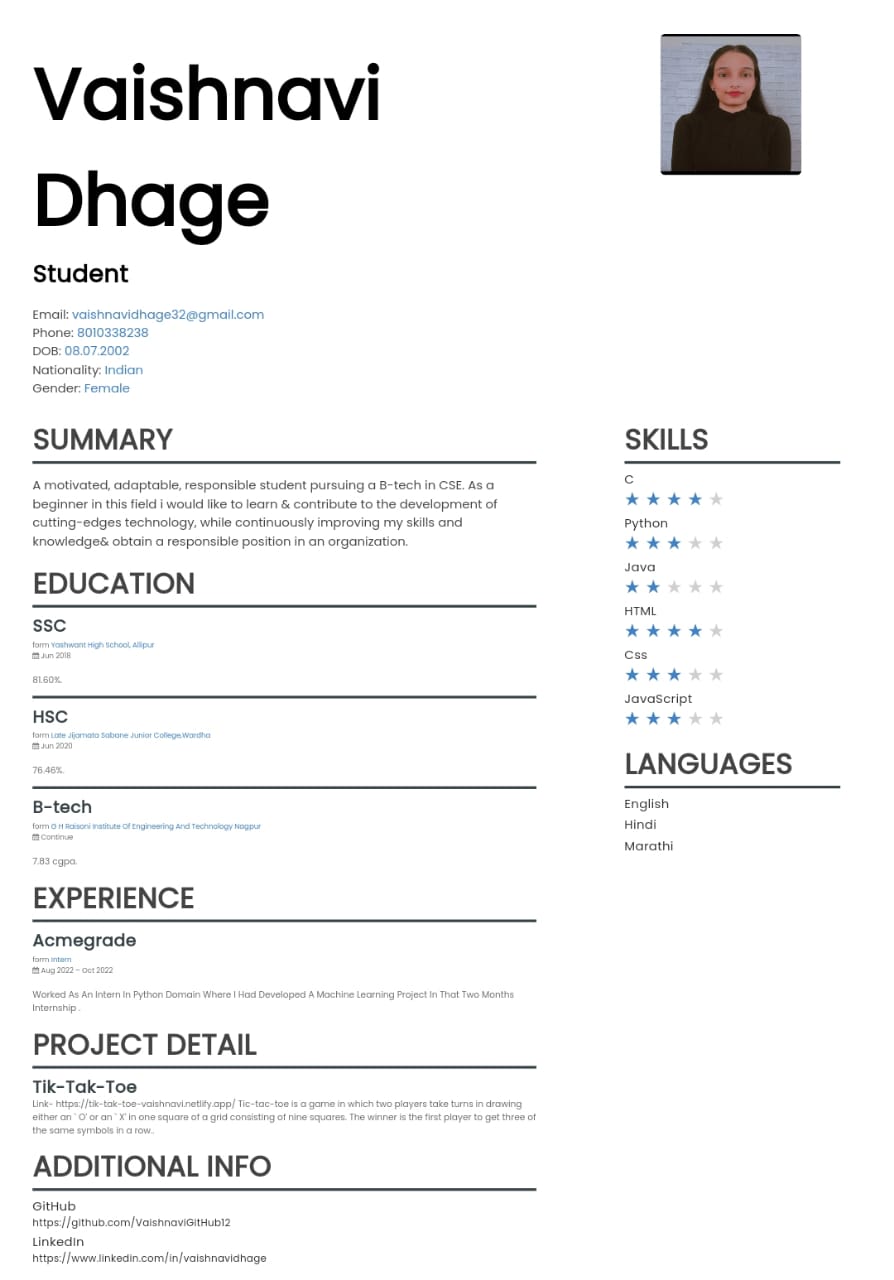 Vaishnavi
Dhage
Student
Email: vaishnavidhage32@gmail.com
Phone: 8010338238
DOB: 08.07.2002
Nationality: Indian
Gender: Female
SUMMARY
A motivated, adaptable, responsible student pursuing a B-tech in CSE. As a
beginner in this field i would like to learn & contribute to the development of
cutting-edges technology, while continuously improving my skills and
knowledge& obtain a responsible position in an organization.
EDUCATION
SSC
form Yashwant High School, Allipur
Jun 2018
81.60%.
HSC
form Late Jijamata Sabane Junior College,Wardha
Jun 2020
76.46%.
B-tech
form G H Raisoni Institute Of Engineering And Technology Nagpur
Continue
7.83 cgpa.
EXPERIENCE
Acmegrade
form Intern
Aug 2022 - Oct 2022
Worked As An Intern In Python Domain Where I Had Developed A Machine Learning Project In That Two Months
Internship .
PROJECT DETAIL
Tik-Tak-Toe
Link- https://tik-tak-toe-vaishnavi.netlify.app/ Tic-tac-toe is a game in which two players take turns in drawing
either an ` O' or an ` X' in one square of a grid consisting of nine squares. The winner is the first player to get three of
the same symbols in a row..
ADDITIONAL INFO
GitHub
https://github.com/VaishnaviGitHub12
LinkedIn
https://www.linkedin.com/in/vaishnavidhage
SKILLS
C
Python
Java
HTML
Css
JavaScript
LANGUAGES
English
Hindi
Marathi